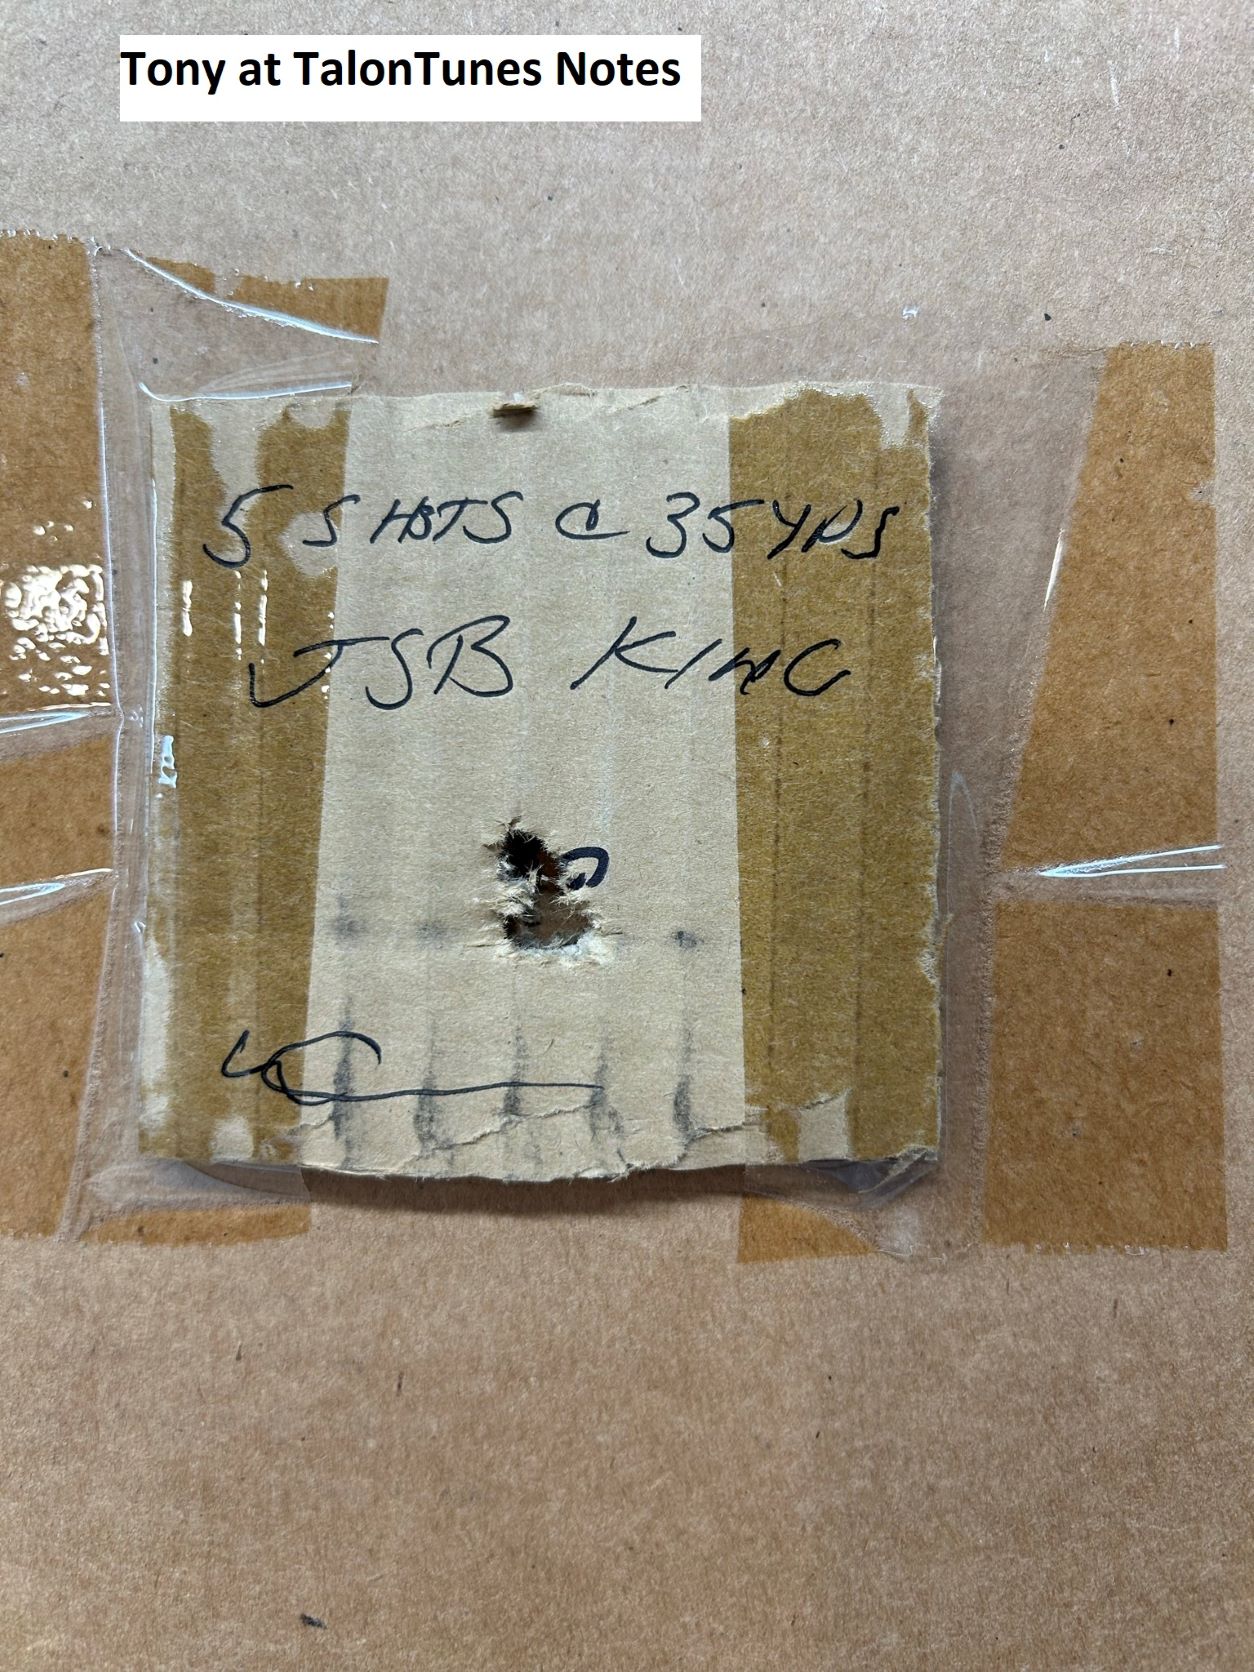 Tony at TalonTunes Notes
5 SHOTS @ 35 YDS
JSB KING